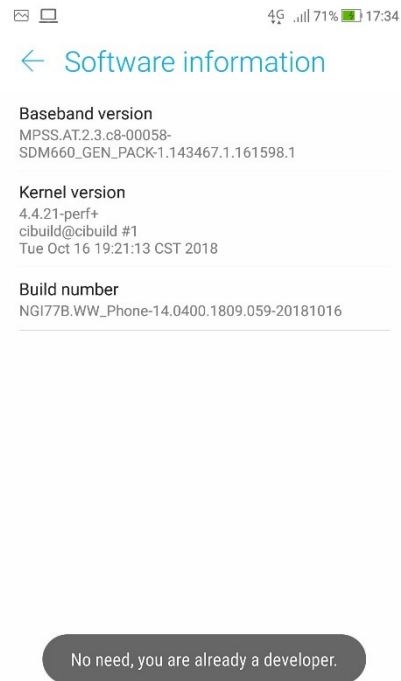 4G 71% 17:34
Software information
Baseband version
MPSS.AT.2.3.c8-00058-
SDM660_GEN_PACK-1.143467.1.161598.1
Kernel version
4.4.21-perf+
cibuild@cibuild #1
Tue Oct 16 19:21:13 CST 2018
Build number
NGI77B.WW_Phone-14.0400.1809.059-20181016
No need, you are already a developer.